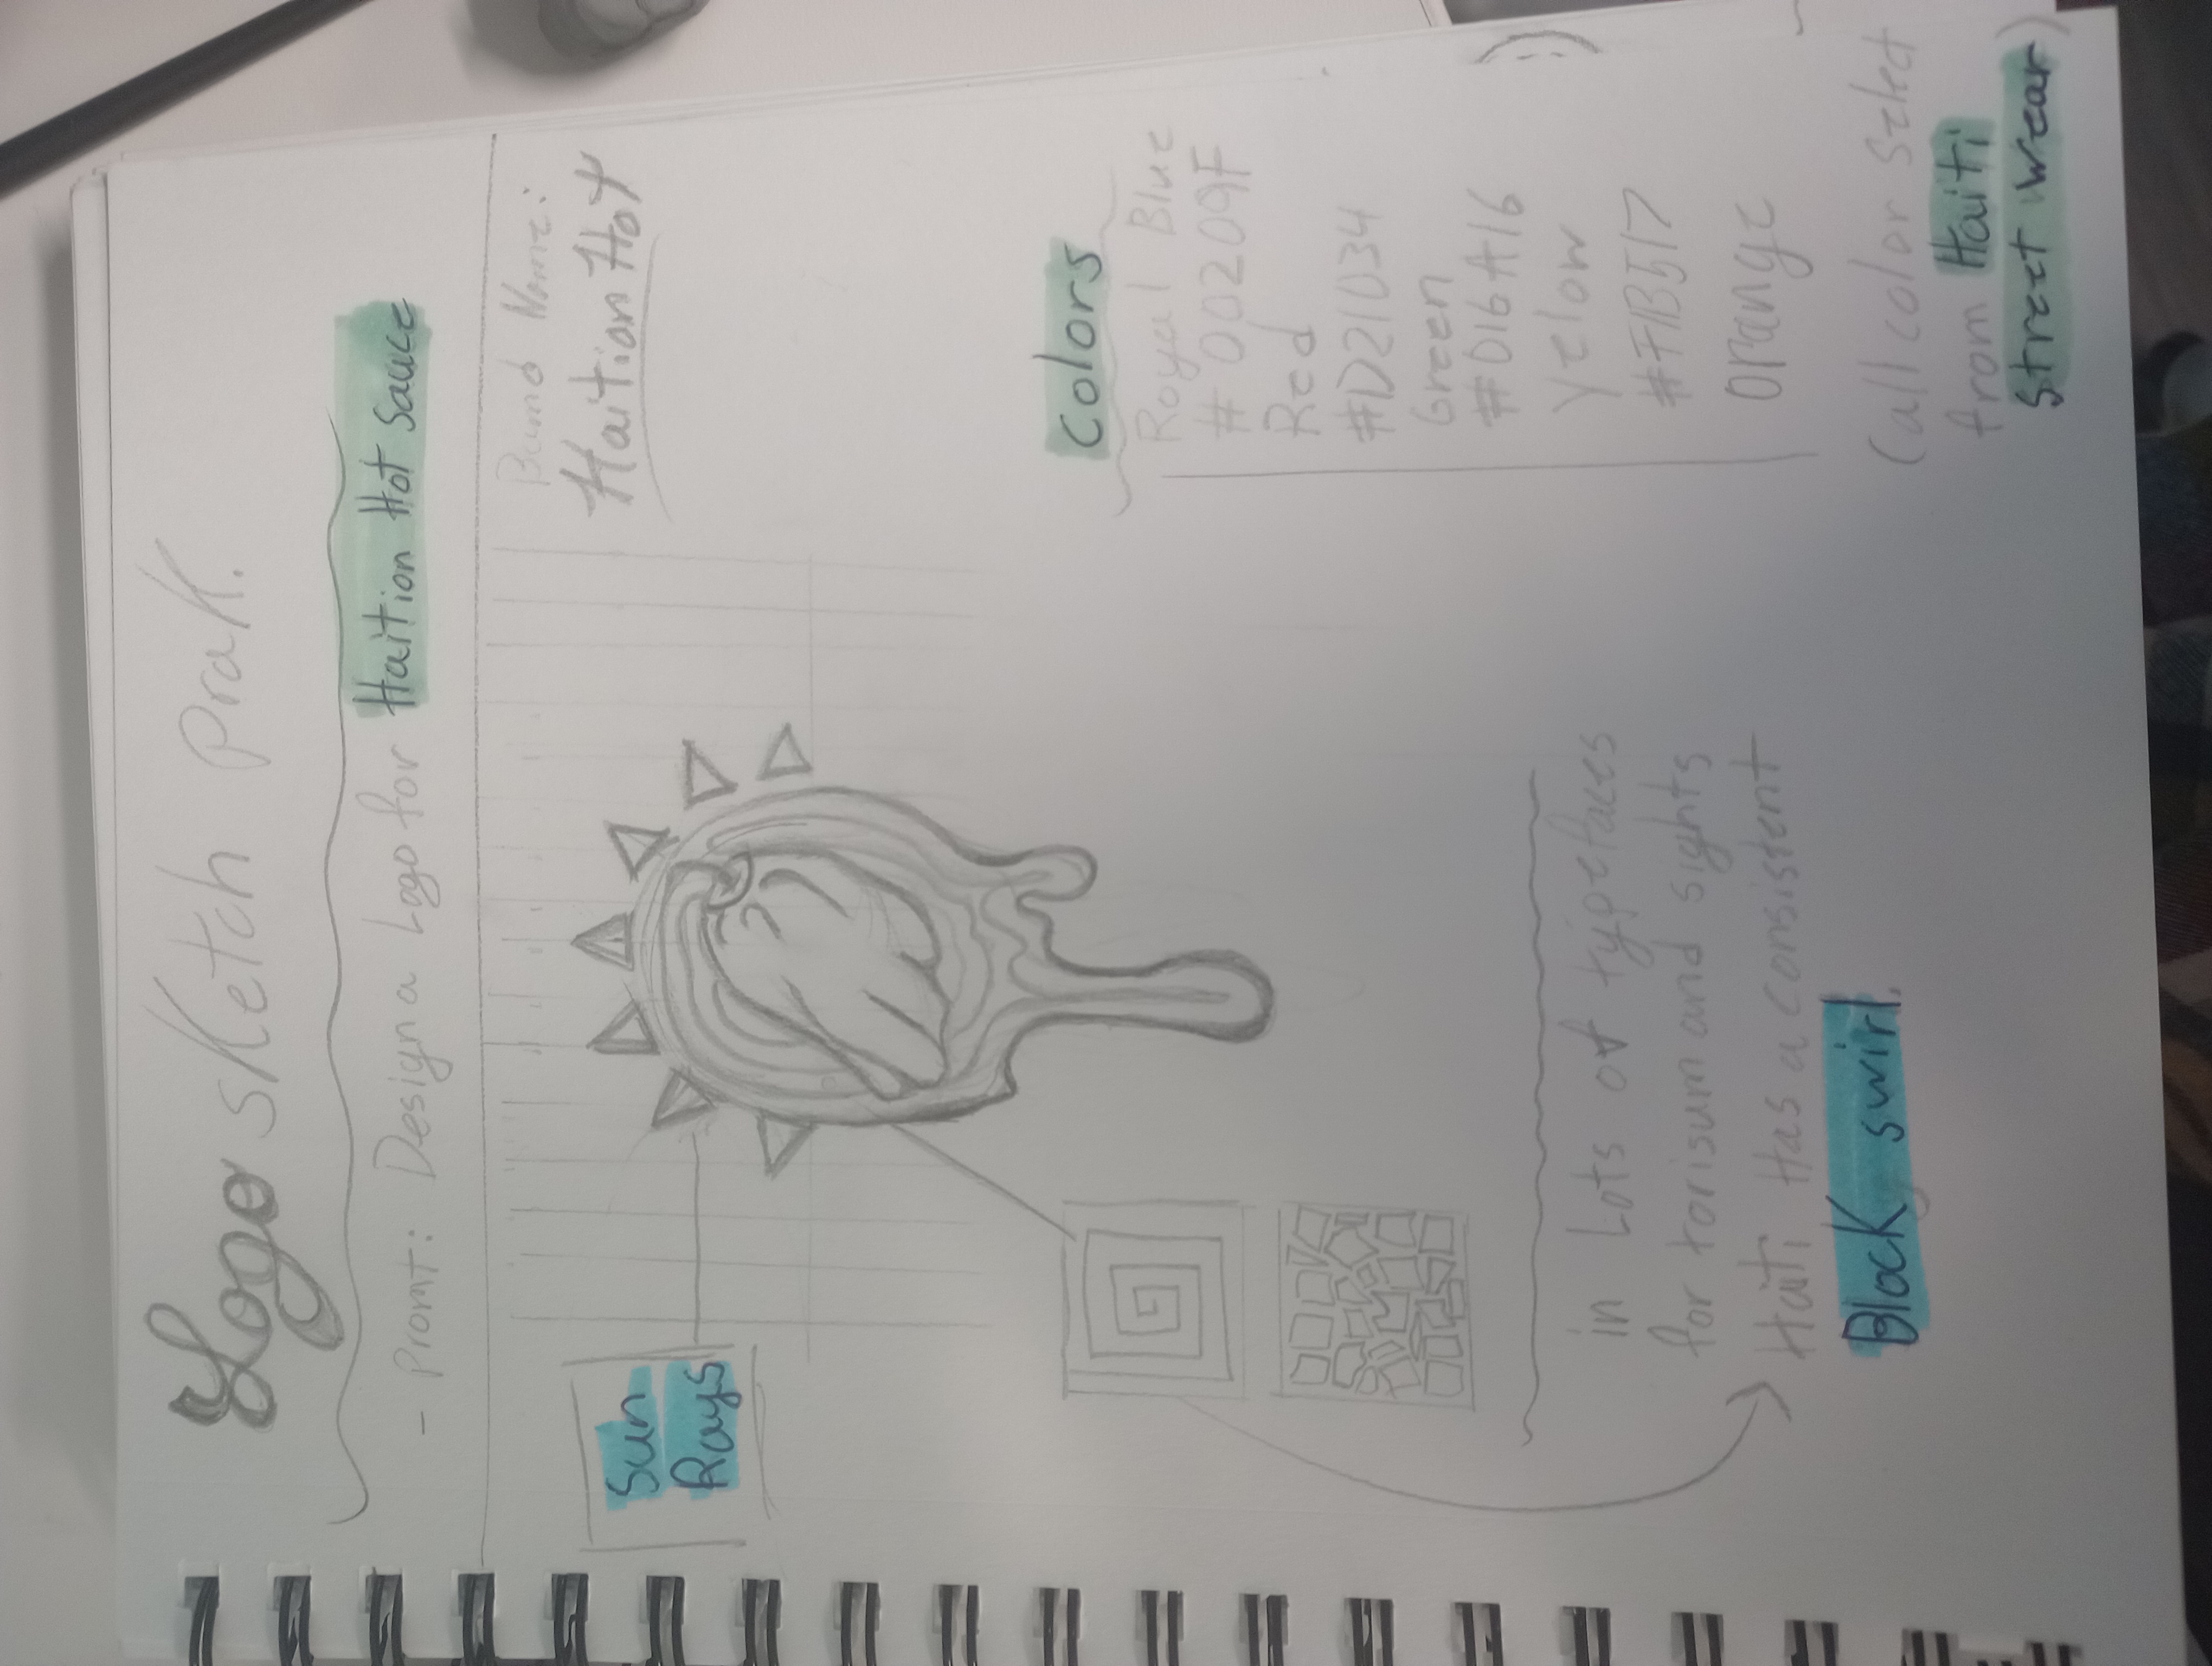 Logo sketch prak.
- Promt: Design a Logo for Haition Hot Sauce
Band Name:
Haition Hot
Sun
Rays
Colors
Royal Blue
# 00209F
Red
#D21034
Green
#016A16
yelow
#F1B517
orange
in Lots of typefaces
for torisum and sights
Haiti Has a consistent
Block swirl.
(all color select
from Haiti
street wear)